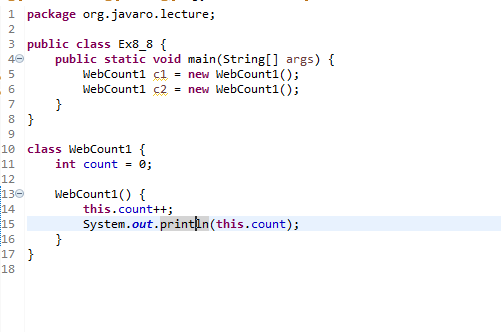 1 package org.javaro.lecture;
2
3 public class Ex8_8 {
4     public static void main(String[] args) {
5         WebCount1 c1 = new WebCount1();
6         WebCount1 c2 = new WebCount1();
7     }
8 }
9
10 class WebCount1 {
11     int count = 0;
12
13     WebCount1() {
14         this.count++;
15         System.out.println(this.count);
16     }
17 }
18